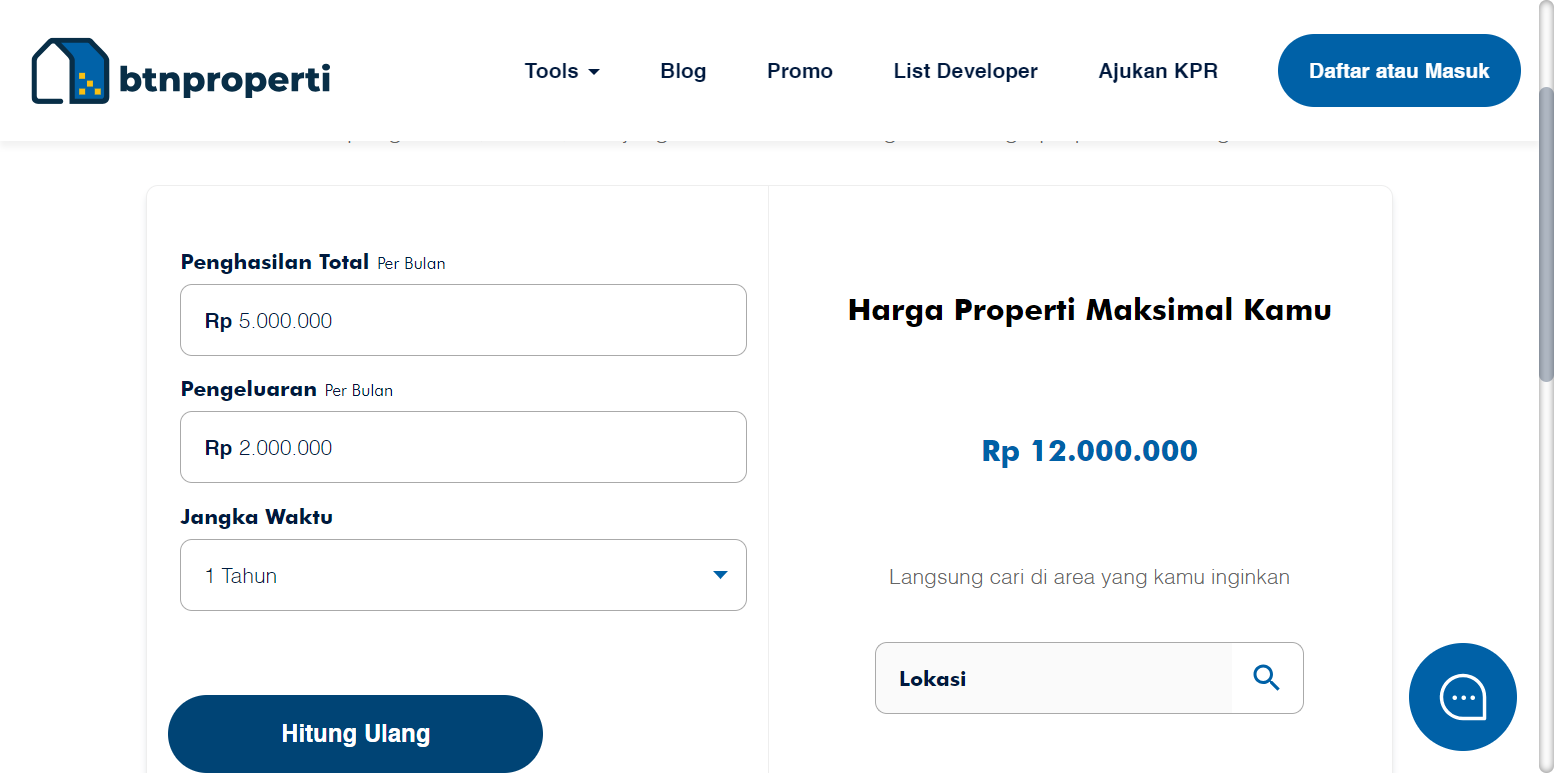 btnproperti
Tools
Blog
Promo
List Developer
Ajukan KPR
Daftar atau Masuk
Penghasilan Total Per Bulan
Rp 5.000.000
Pengeluaran Per Bulan
Rp 2.000.000
Jangka Waktu
1 Tahun
Hitung Ulang
Harga Properti Maksimal Kamu
Rp 12.000.000
Langsung cari di area yang kamu inginkan
Lokasi